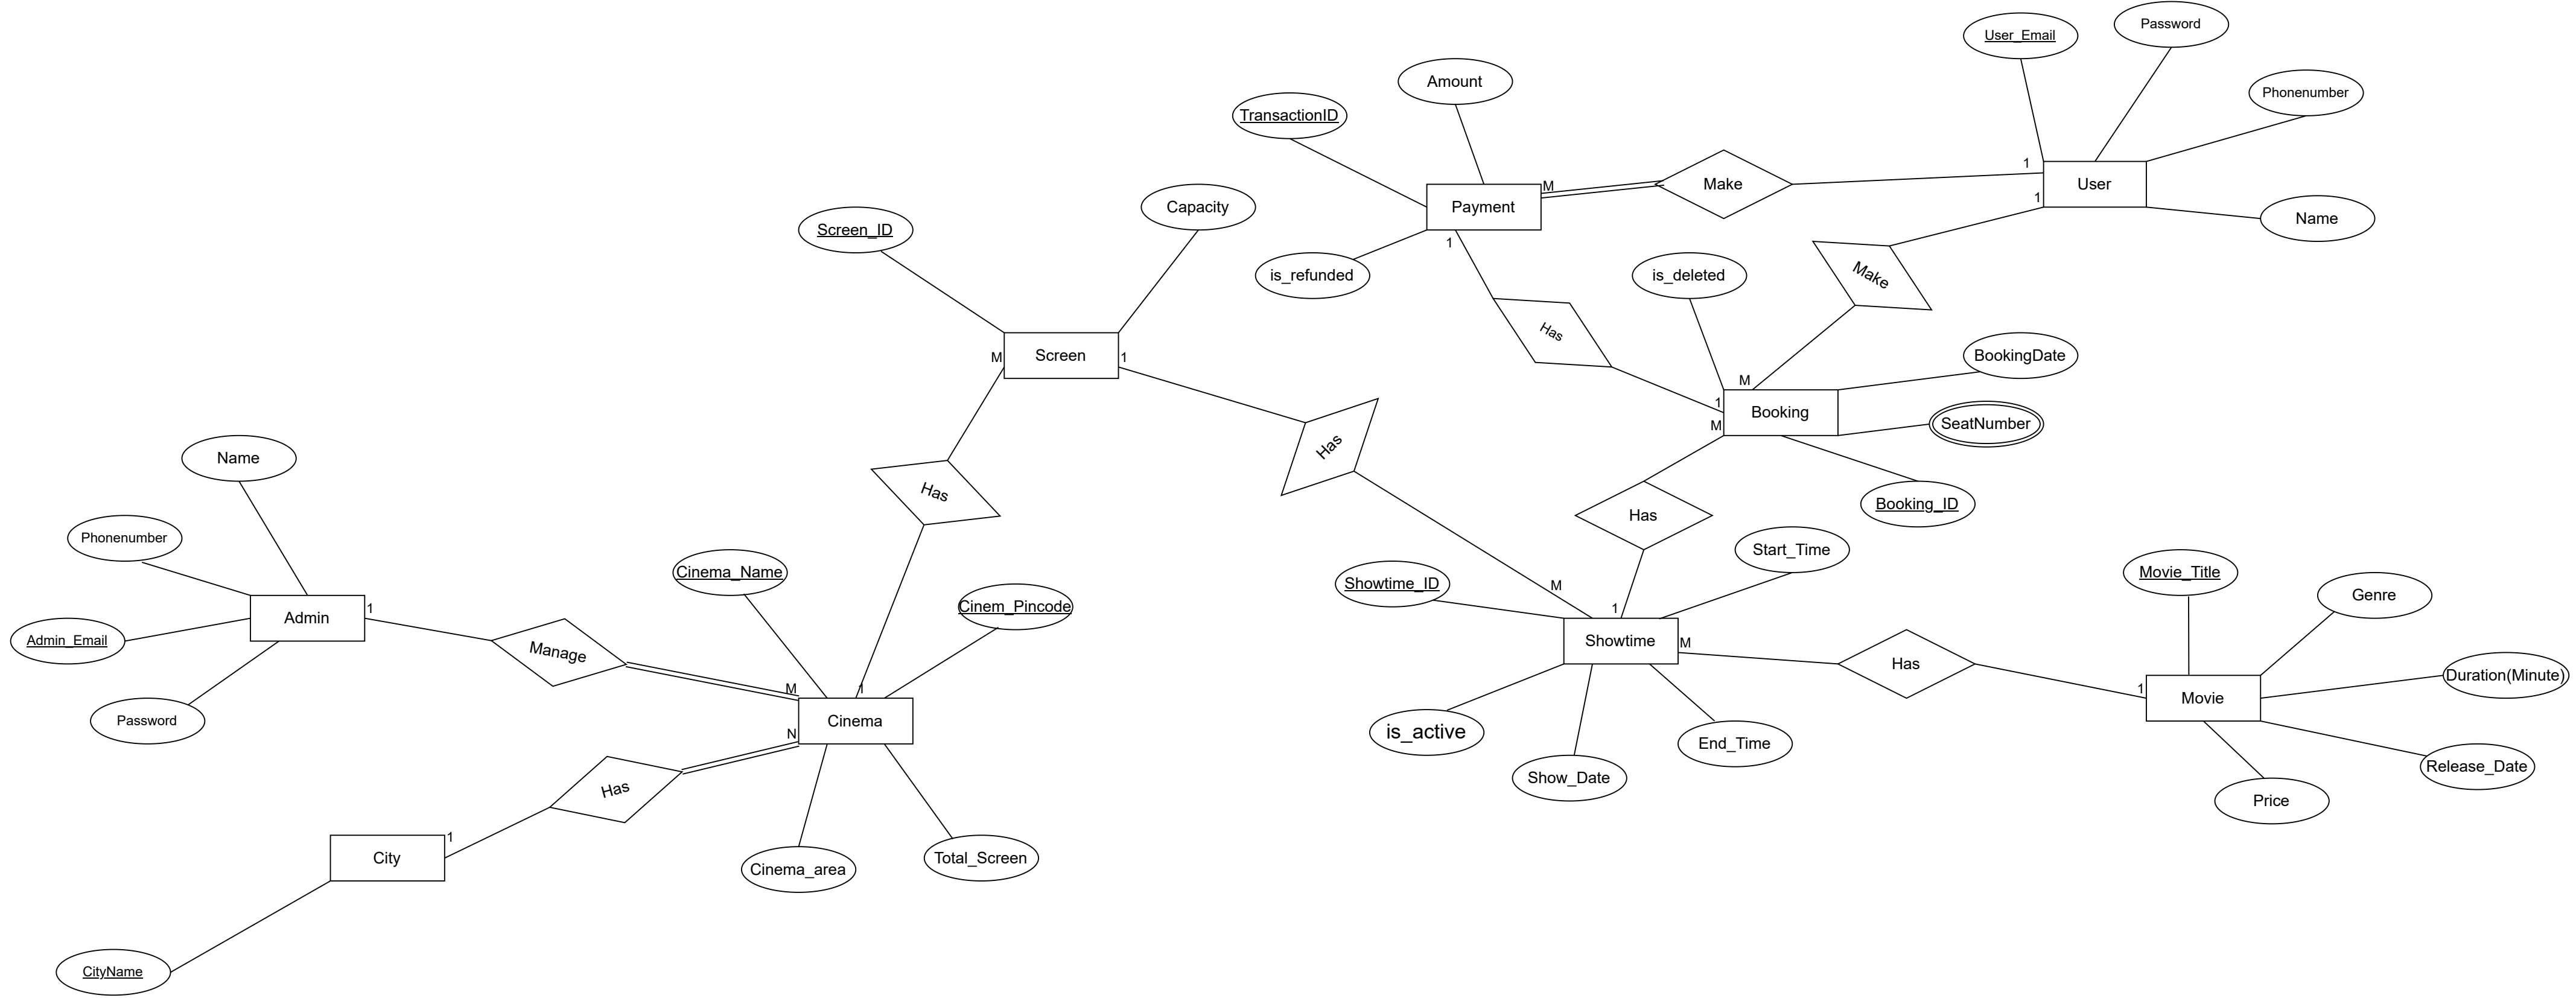 User_Email
Password
Phonenumber
Name
Amount
TransactionID
is_refunded
Payment
M
Make
1
User
1
1
Make
Has
is_deleted
M
BookingDate
1
Booking
M
SeatNumber
Booking_ID
Screen_ID
Capacity
M
Screen
1
Has
Has
M
Has
1
Showtime_ID
Start_Time
Showtime
M
is_active
Show_Date
End_Time
Has
1
Movie
Movie_Title
Genre
Duration(Minute)
Release_Date
Price
Name
Phonenumber
Admin_Email
Password
Admin
1
Manage
M
1
Cinema_Name
Cinem_Pincode
Cinema
N
Cinema_area
Total_Screen
Has
1
City
CityName